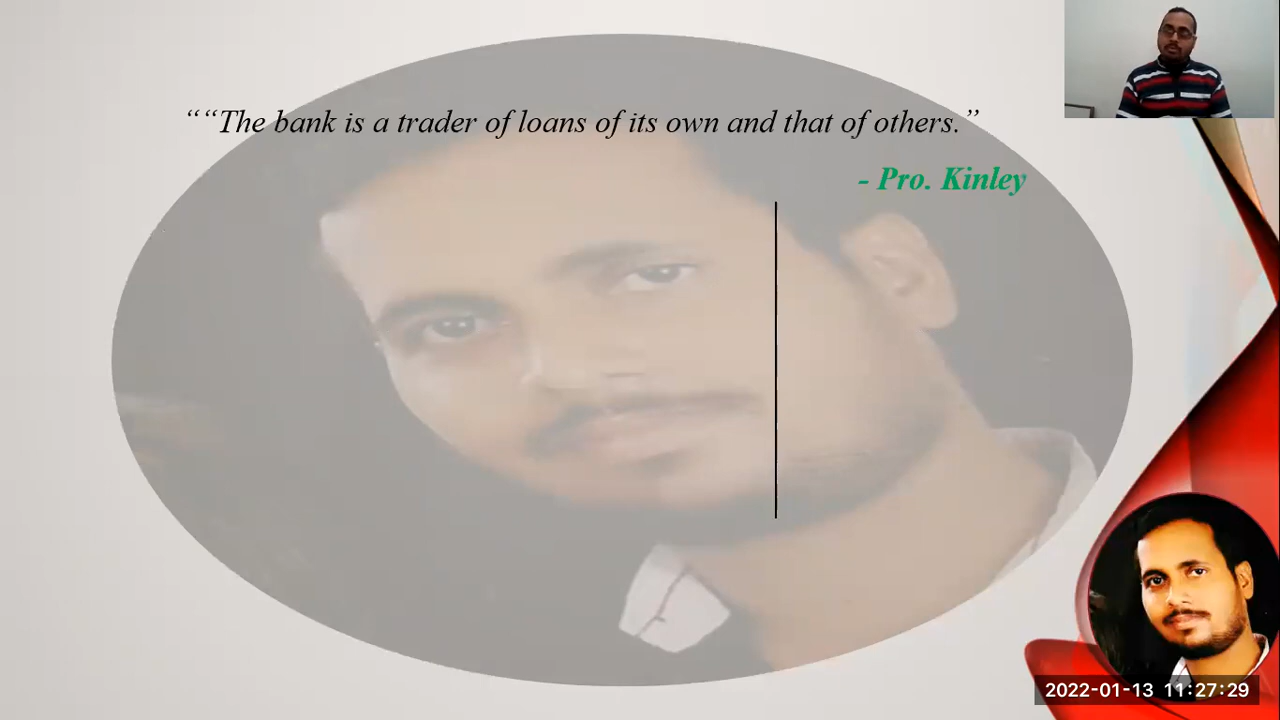 ““The bank is a trader of loans of its own and that of others.”
- Pro. Kinley
2022-01-13 11:27:29